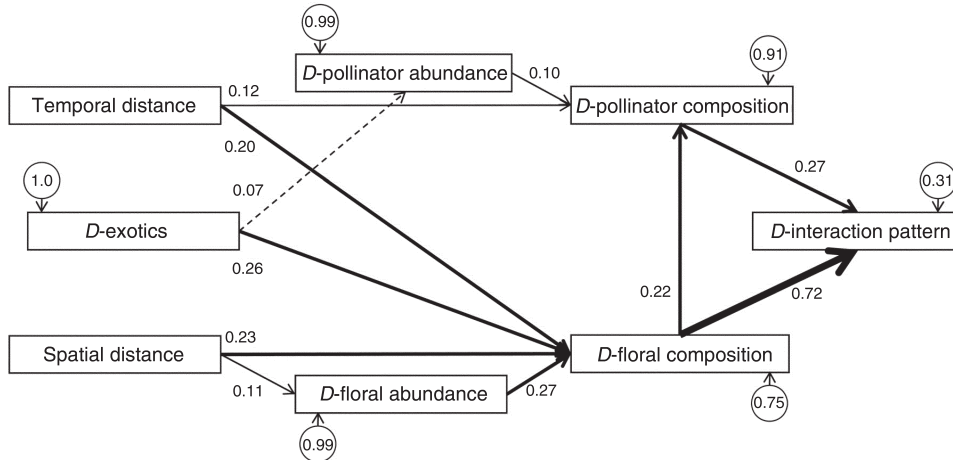 0.99
D-pollinator abundance
0.10
0.91
Temporal distance
0.12
D-pollinator composition
0.20
0.27
1.0
0.07
0.31
D-exotics
D-interaction pattern
0.26
0.22
0.72
0.23
Spatial distance
D-floral composition
0.11
D-floral abundance
0.27
0.75
0.99